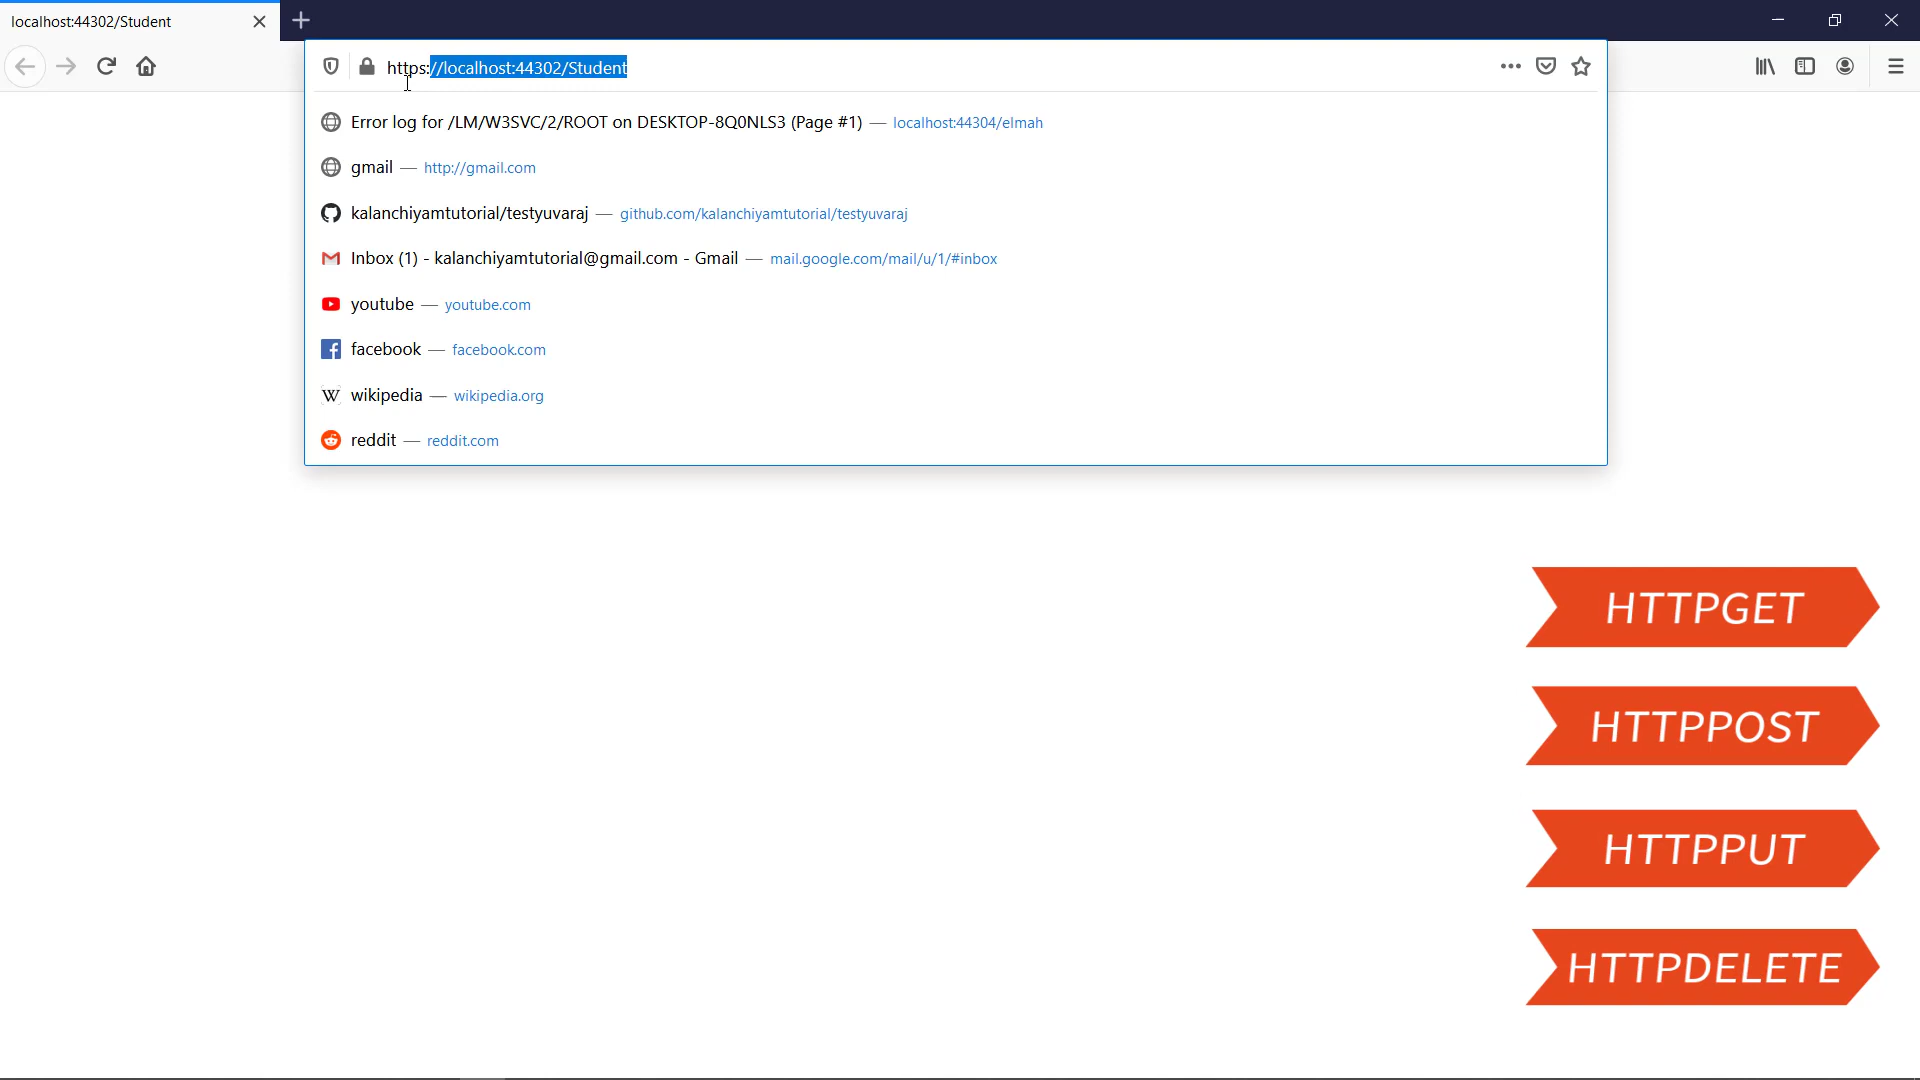 localhost:44302/Student
https://localhost:44302/Student
Error log for /LM/W3SVC/2/ROOT on DESKTOP-8Q0NLS3 (Page #1) — localhost:44304/elmah
gmail — http://gmail.com
kalanchiyamtutorial/testyuvaraj — github.com/kalanchiyamtutorial/testyuvaraj
Inbox (1) - kalanchiyamtutorial@gmail.com - Gmail — mail.google.com/mail/u/1/#inbox
youtube — youtube.com
facebook — facebook.com
W wikipedia — wikipedia.org
reddit — reddit.com
HTTPGET
HTTPPOST
HTTPPUT
HTTPDELETE